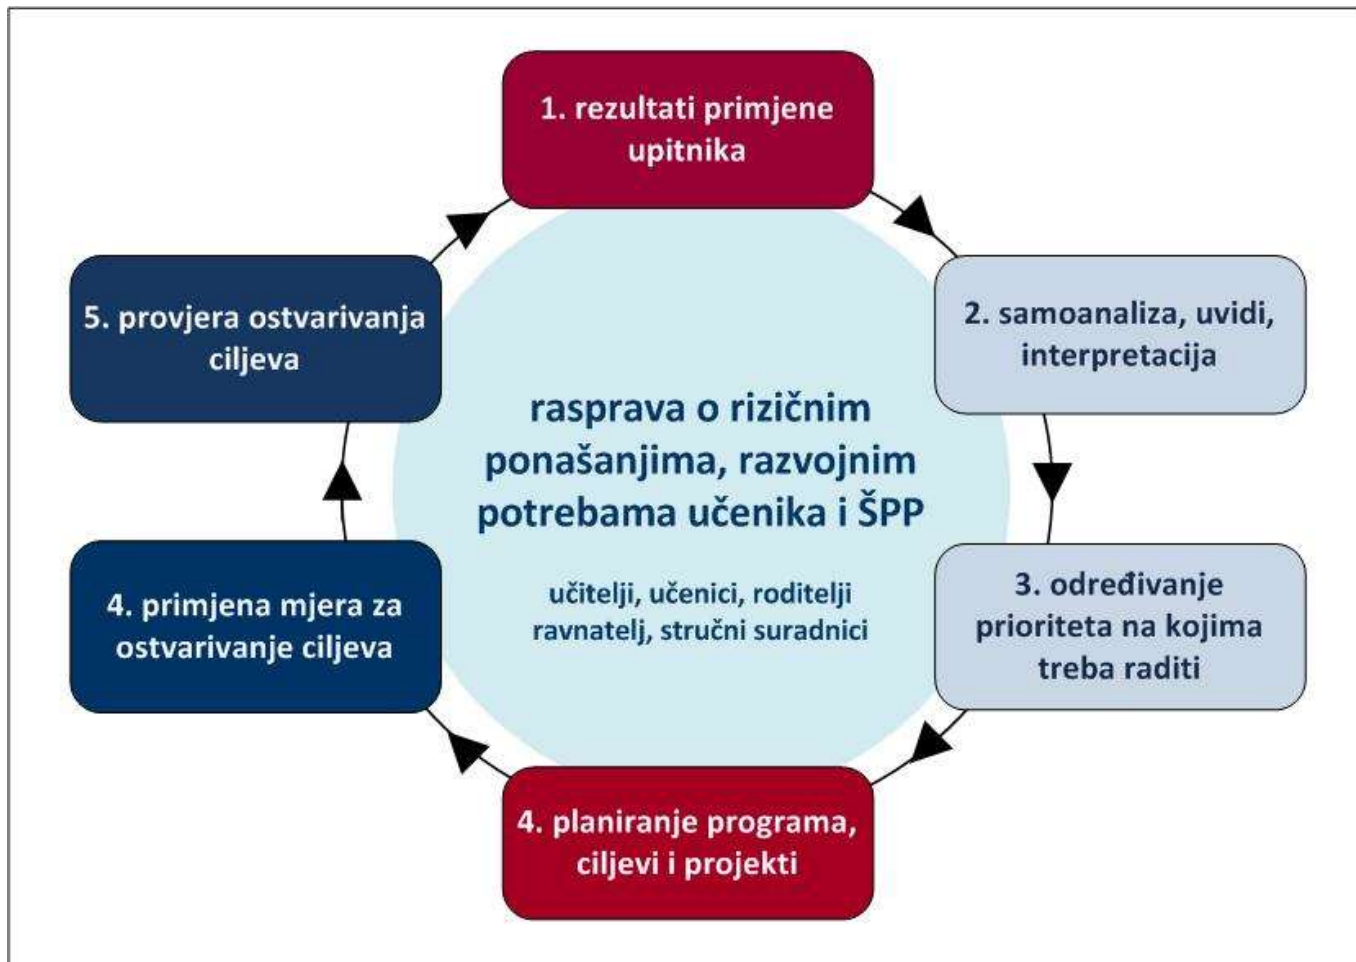 1. rezultati primjene
upitnika
2. samoanaliza, uvidi,
interpretacija
3. određivanje
prioriteta na kojima
treba raditi
4. planiranje programa,
ciljevi i projekti
4. primjena mjera za
ostvarivanje ciljeva
5. provjera ostvarivanja
ciljeva
rasprava o rizičnim
ponašanjima, razvojnim
potrebama učenika i ŠPP
učitelji, učenici, roditelji
ravnatelj, stručni suradnici